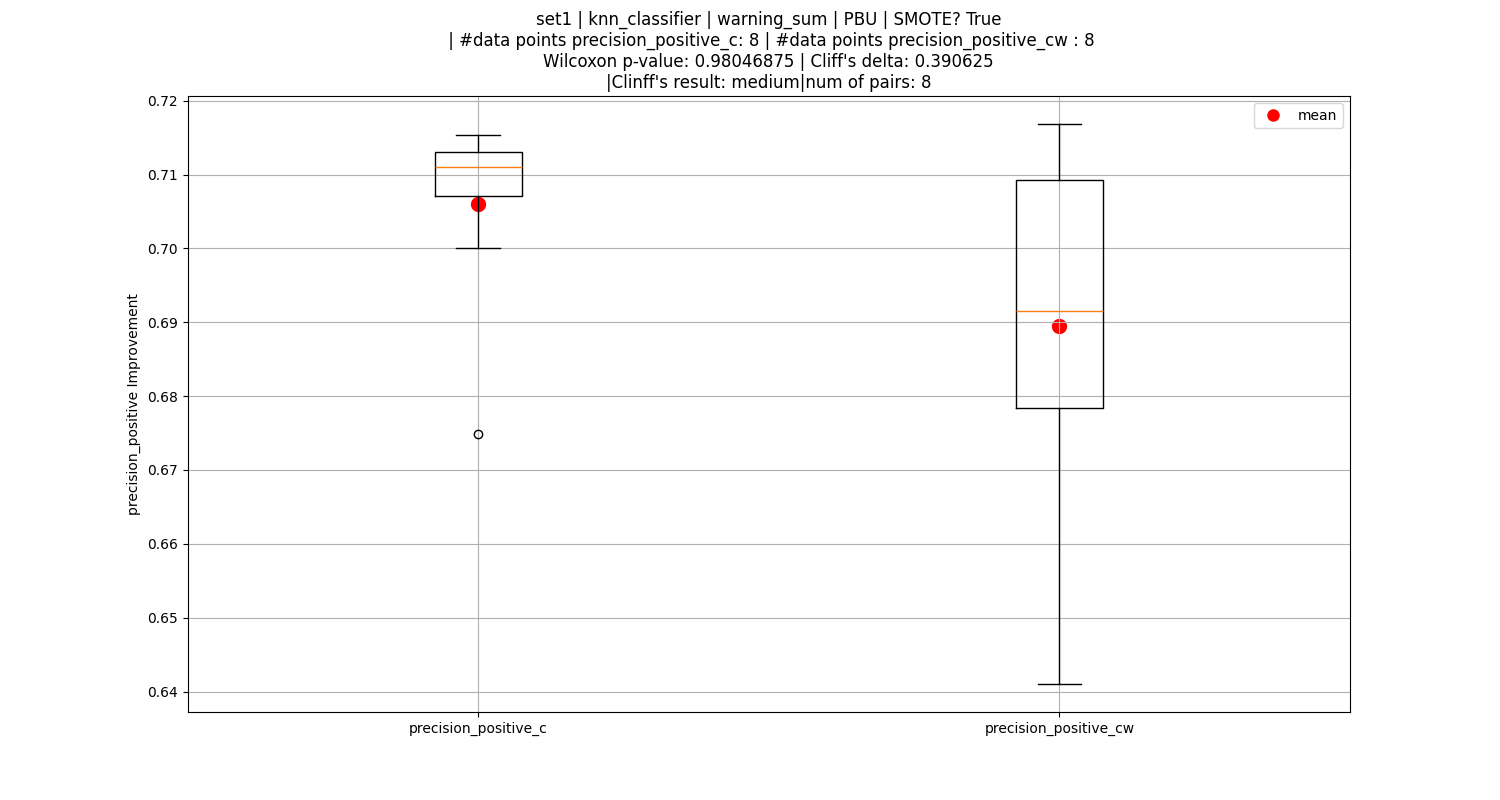 set1 | knn_classifier | warning_sum | PBU | SMOTE? True
| #data points precision_positive_c: 8 | #data points precision_positive_cw : 8
Wilcoxon p-value: 0.98046875 | Cliff's delta: 0.390625
|Clinff's result: medium|num of pairs: 8
mean
0.72
0.71
0.70
0.69
0.68
0.67
0.66
0.65
0.64
precision_positive Improvement
precision_positive_c
precision_positive_cw